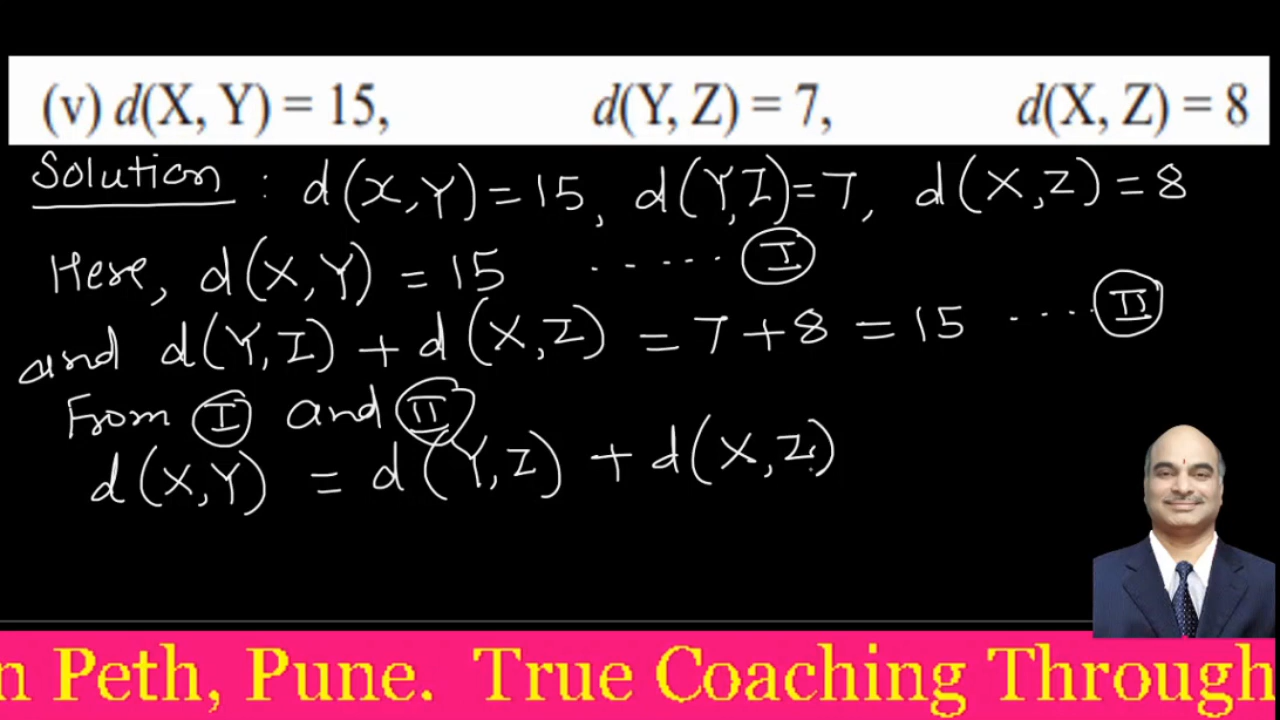 (v) d(X, Y) = 15, d(Y, Z) = 7, d(X, Z) = 8
Solution : d(X,Y)=15, d(Y,Z)=7, d(X,Z)=8
Here, d(X,Y) = 15 ...... I
and d(Y,Z) + d(X,Z) = 7+8 = 15 .... II
From I and II
d(X,Y) = d(Y,Z) + d(X,Z)
n Peth, Pune. True Coaching Through